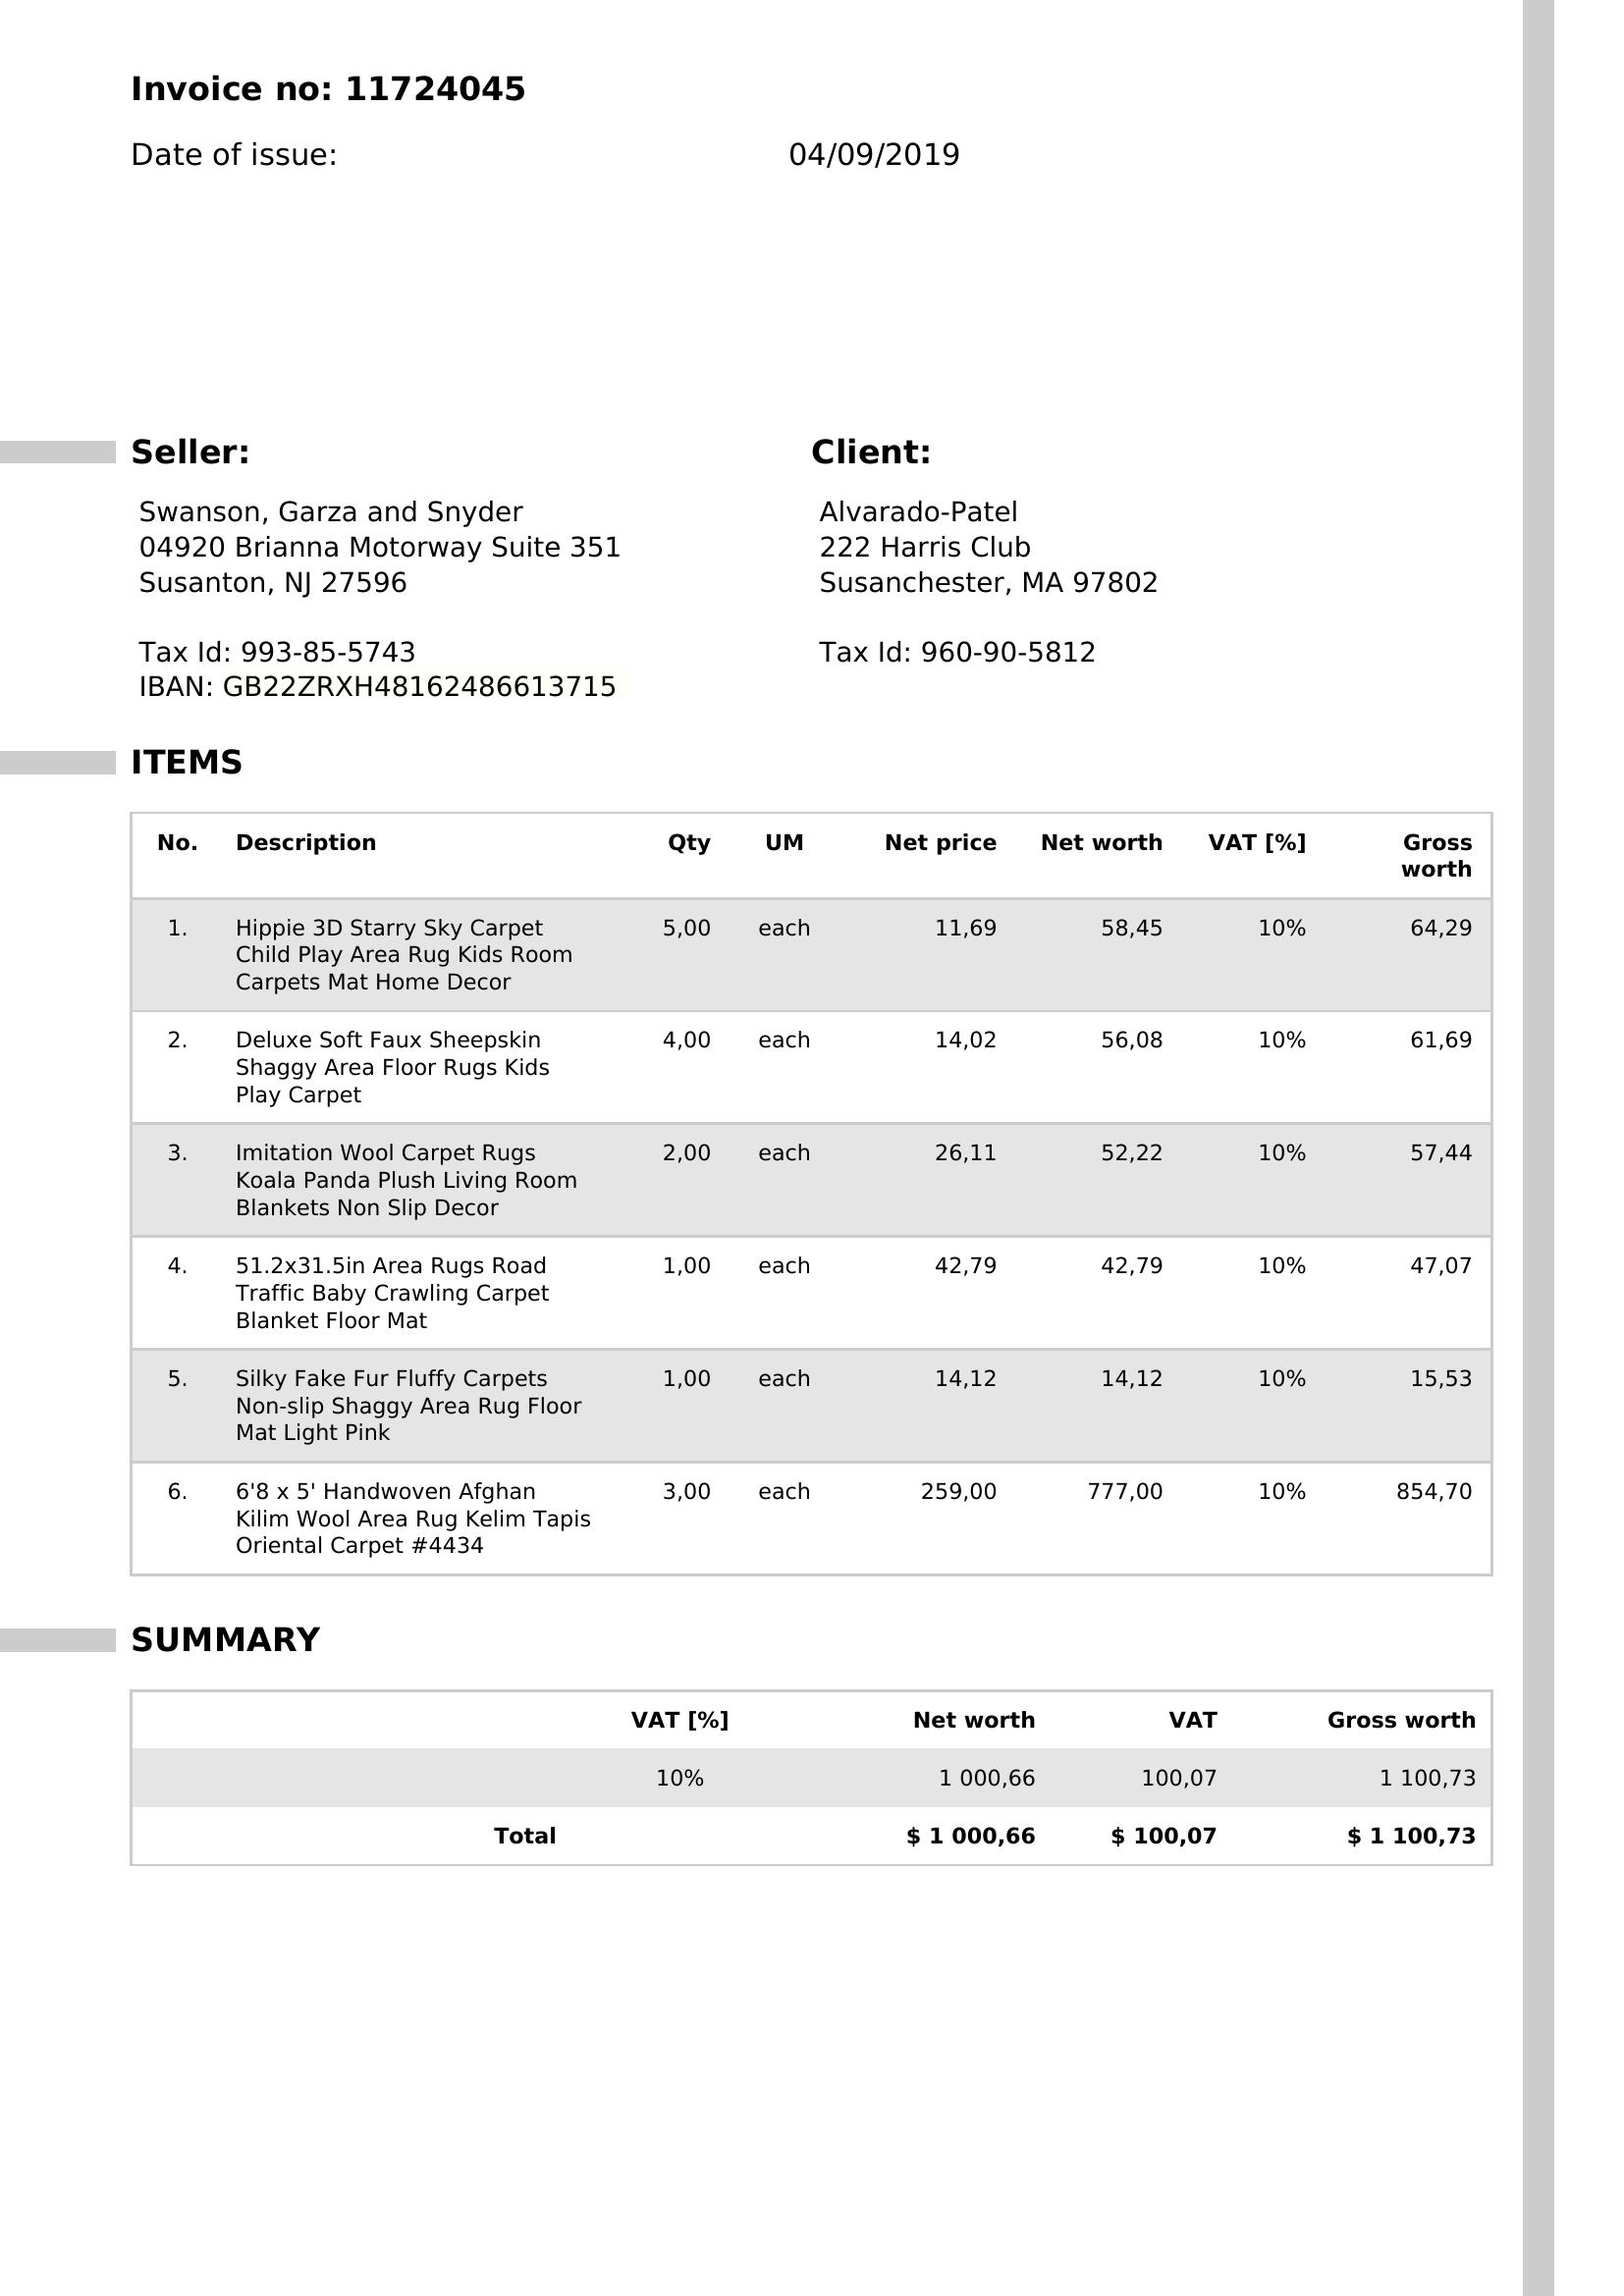 Invoice no: 11724045
Date of issue: 04/09/2019
Seller:
Swanson, Garza and Snyder
04920 Brianna Motorway Suite 351
Susanton, NJ 27596
Tax Id: 993-85-5743
IBAN: GB22ZRXH48162486613715
Client:
Alvarado-Patel
222 Harris Club
Susanchester, MA 97802
Tax Id: 960-90-5812
ITEMS
No. Description Qty UM Net price Net worth VAT [%] Gross
worth
1. Hippie 3D Starry Sky Carpet 5,00 each 11,69 58,45 10% 64,29
Child Play Area Rug Kids Room
Carpets Mat Home Decor
2. Deluxe Soft Faux Sheepskin 4,00 each 14,02 56,08 10% 61,69
Shaggy Area Floor Rugs Kids
Play Carpet
3. Imitation Wool Carpet Rugs 2,00 each 26,11 52,22 10% 57,44
Koala Panda Plush Living Room
Blankets Non Slip Decor
4. 51.2x31.5in Area Rugs Road 1,00 each 42,79 42,79 10% 47,07
Traffic Baby Crawling Carpet
Blanket Floor Mat
5. Silky Fake Fur Fluffy Carpets 1,00 each 14,12 14,12 10% 15,53
Non-slip Shaggy Area Rug Floor
Mat Light Pink
6. 6'8 x 5' Handwoven Afghan 3,00 each 259,00 777,00 10% 854,70
Kilim Wool Area Rug Kelim Tapis
Oriental Carpet #4434
SUMMARY
VAT [%] Net worth VAT Gross worth
10% 1 000,66 100,07 1 100,73
Total $ 1 000,66 $ 100,07 $ 1 100,73